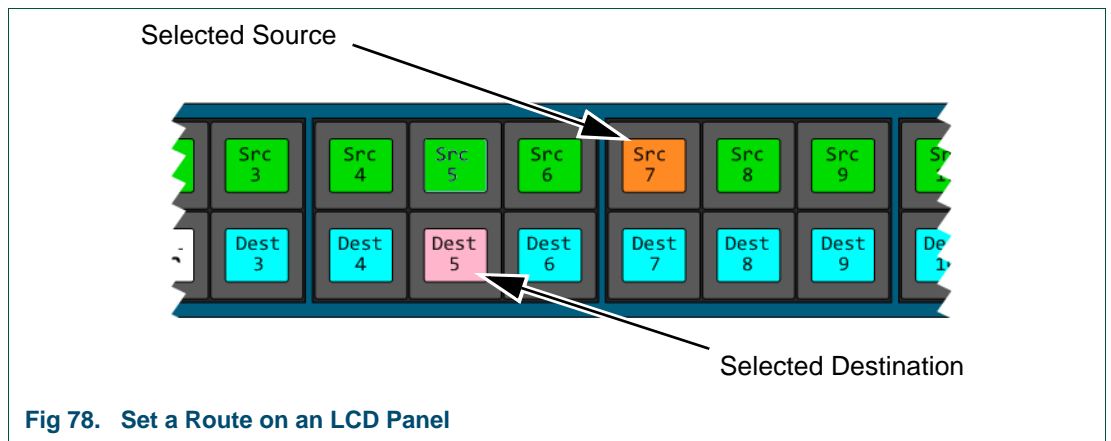 Selected Source
Src Src Src Src Src Src Src
3 4 5 6 7 8 9
Dest Dest Dest Dest Dest Dest Dest
3 4 5 6 7 8 9
Selected Destination
Fig 78. Set a Route on an LCD Panel